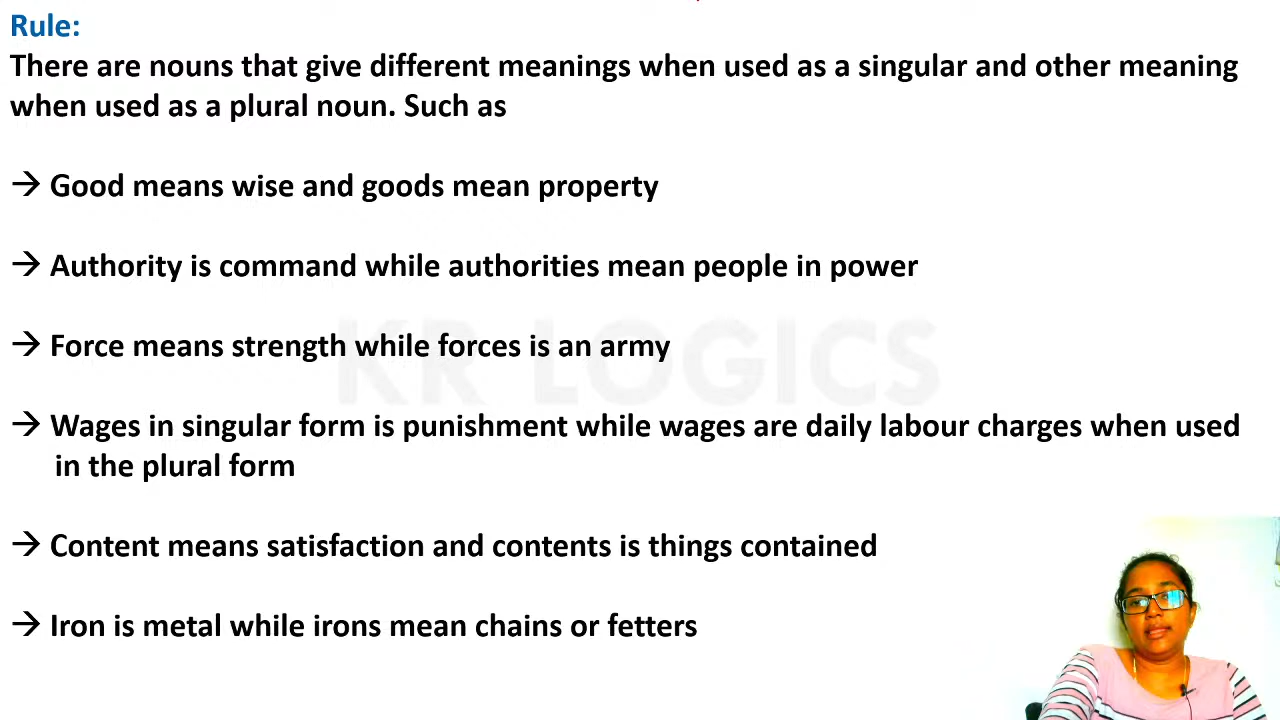 Rule:
There are nouns that give different meanings when used as a singular and other meaning
when used as a plural noun. Such as
→ Good means wise and goods mean property
→ Authority is command while authorities mean people in power
KR LOGICS
→ Force means strength while forces is an army
→ Wages in singular form is punishment while wages are daily labour charges when used
in the plural form
→ Content means satisfaction and contents is things contained
→ Iron is metal while irons mean chains or fetters